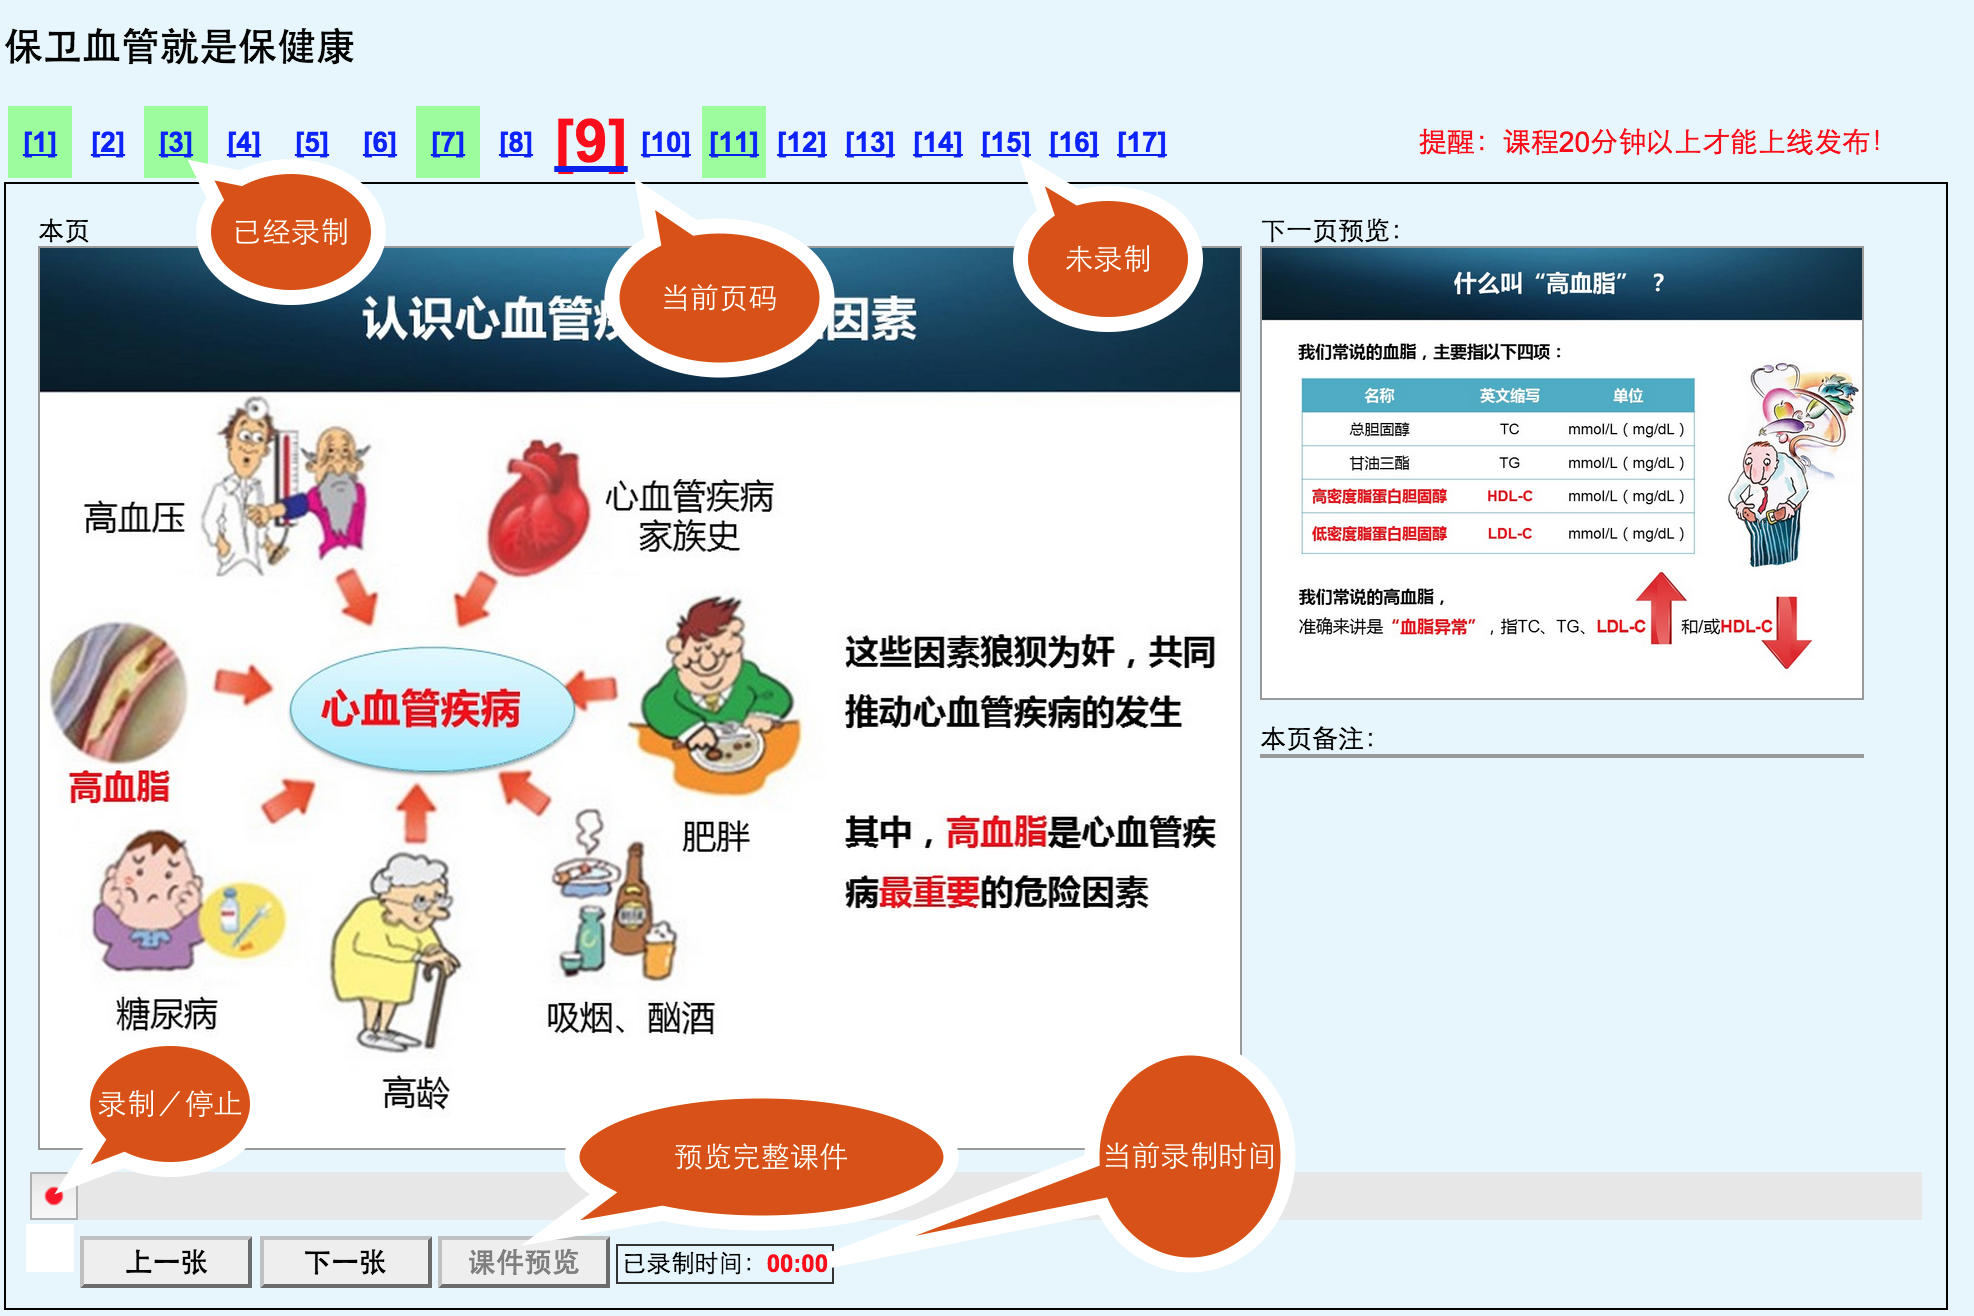 保卫血管就是保健康
[1] [2] [3] [4] [5] [6] [7] [8] [9] [10] [11] [12] [13] [14] [15] [16] [17]
提醒：课程20分钟以上才能上线发布！
已经录制
当前页码
未录制
本页
认识心血管疾
因素
高血压
心血管疾病
家族史
高血脂
心血管疾病
肥胖
糖尿病
高龄
吸烟、酗酒
这些因素狼狈为奸，共同
推动心血管疾病的发生
其中，高血脂是心血管疾
病最重要的危险因素
下一页预览：
什么叫“高血脂” ？
我们常说的血脂，主要指以下四项：
名称 英文缩写 单位
总胆固醇 TC mmol/L（mg/dL）
甘油三酯 TG mmol/L（mg/dL）
高密度脂蛋白胆固醇 HDL-C mmol/L（mg/dL）
低密度脂蛋白胆固醇 LDL-C mmol/L（mg/dL）
我们常说的高血脂，
准确来讲是“血脂异常”，指TC、TG、LDL-C 和/或HDL-C
本页备注：
录制／停止
预览完整课件
当前录制时间
上一张 下一张 课件预览 已录制时间：00:00